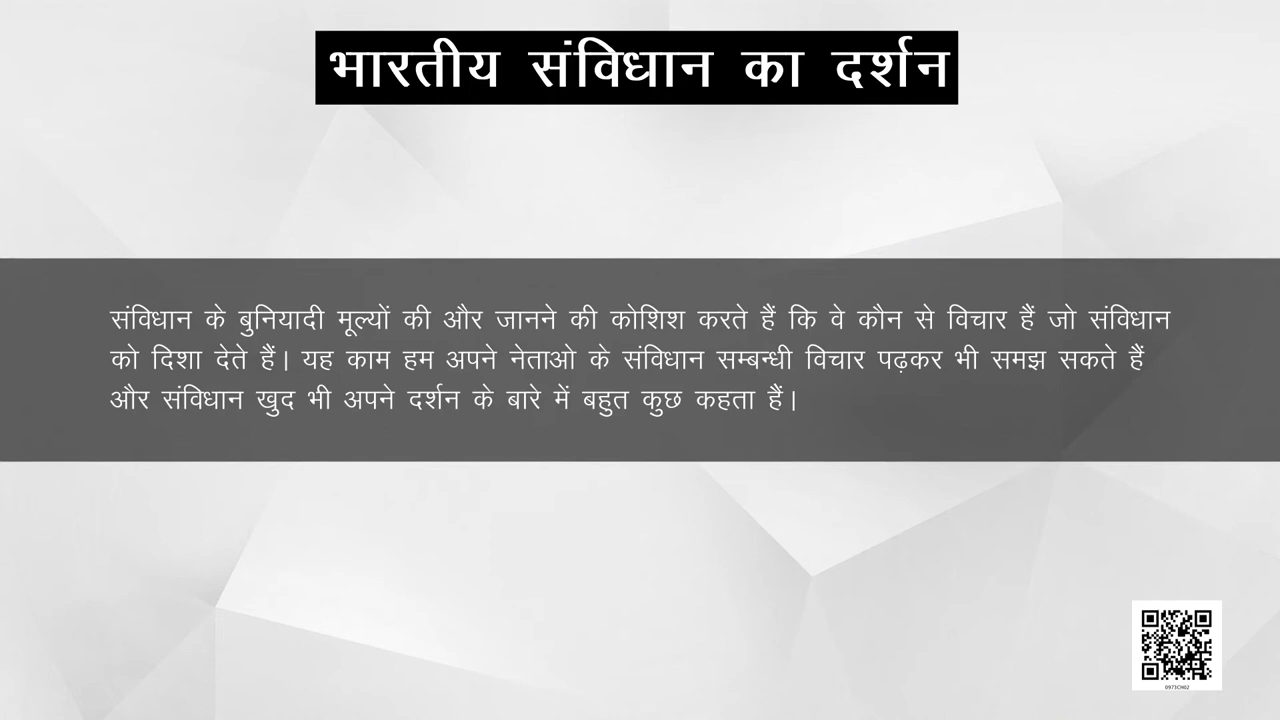 भारतीय संविधान का दर्शन
संविधान के बुनियादी मूल्यों की और जानने की कोशिश करते हैं कि वे कौन से विचार हैं जो संविधान
को दिशा देते हैं। यह काम हम अपने नेताओ के संविधान सम्बन्धी विचार पढ़कर भी समझ सकते हैं
और संविधान खुद भी अपने दर्शन के बारे में बहुत कुछ कहता हैं।
0973CH02